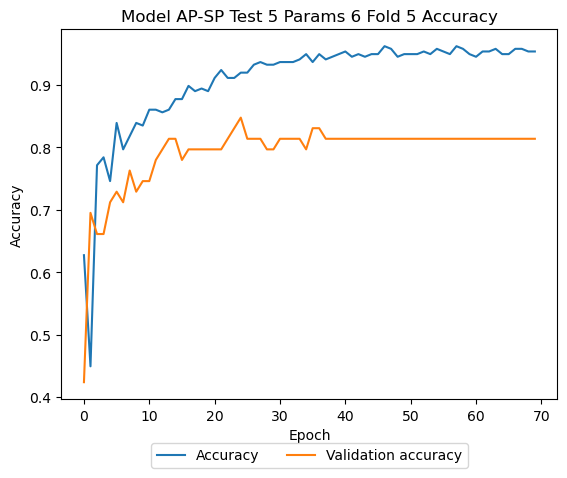 Model AP-SP Test 5 Params 6 Fold 5 Accuracy
Accuracy
0.9
0.8
0.7
0.6
0.5
0.4
0 10 20 30 40 50 60 70
Epoch
Accuracy Validation accuracy